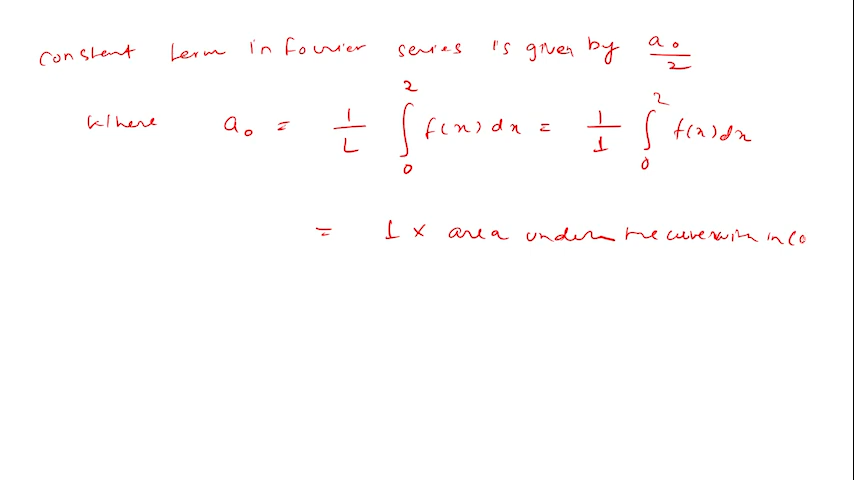 constant term in fourier series is given by a₀/2
where a₀ = 1/L ∫₀² f(x) dx = 1/1 ∫₀² f(x) dx
= 1 × area under the curve within (0